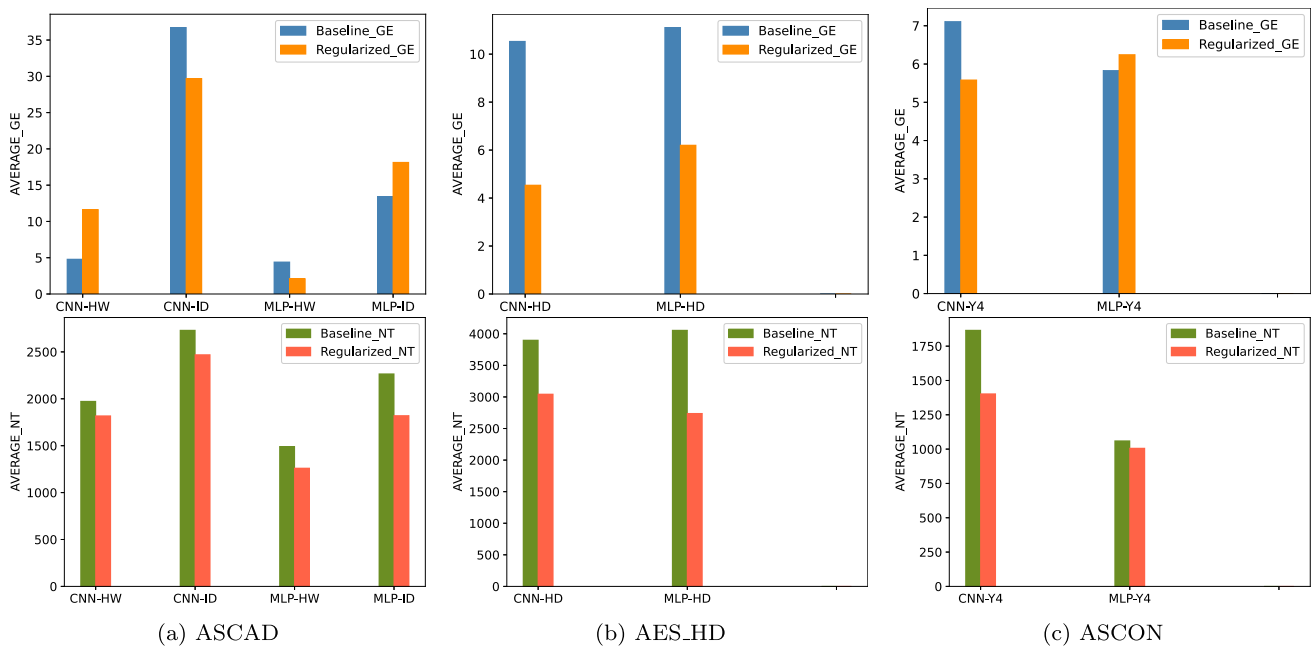 35
30
25
20
15
10
5
0
AVERAGE_GE
Baseline_GE
Regularized_GE
CNN-HW CNN-ID MLP-HW MLP-ID
10
8
6
4
2
0
AVERAGE_GE
Baseline_GE
Regularized_GE
CNN-HD MLP-HD
7
6
5
4
3
2
1
0
AVERAGE_GE
Baseline_GE
Regularized_GE
CNN-Y4 MLP-Y4
2500
2000
1500
1000
500
0
AVERAGE_NT
Baseline_NT
Regularized_NT
CNN-HW CNN-ID MLP-HW MLP-ID
4000
3500
3000
2500
2000
1500
1000
500
0
AVERAGE_NT
Baseline_NT
Regularized_NT
CNN-HD MLP-HD
1750
1500
1250
1000
750
500
250
0
AVERAGE_NT
Baseline_NT
Regularized_NT
CNN-Y4 MLP-Y4
(a) ASCAD
(b) AES_HD
(c) ASCON